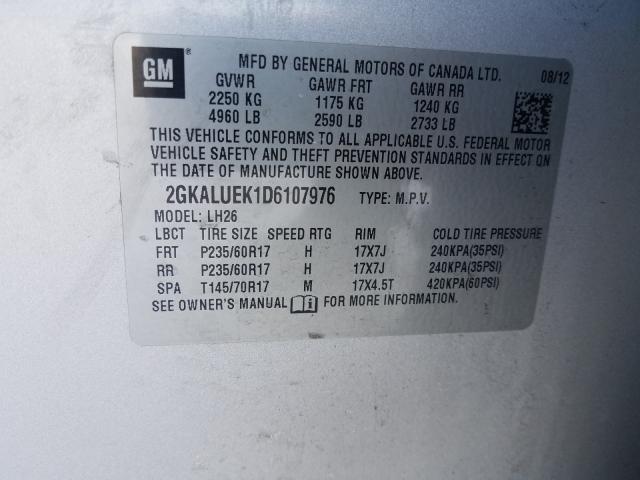 GM ®
MFD BY GENERAL MOTORS OF CANADA LTD. 08/12
GVWR GAWR FRT GAWR RR
2250 KG 1175 KG 1240 KG
4960 LB 2590 LB 2733 LB
THIS VEHICLE CONFORMS TO ALL APPLICABLE U.S. FEDERAL MOTOR
VEHICLE SAFETY AND THEFT PREVENTION STANDARDS IN EFFECT ON
THE DATE OF MANUFACTURE SHOWN ABOVE.
2GKALUEK1D6107976 TYPE: M.P.V.
MODEL: LH26
LBCT TIRE SIZE SPEED RTG RIM COLD TIRE PRESSURE
FRT P235/60R17 H 17X7J 240KPA(35PSI)
RR P235/60R17 H 17X7J 240KPA(35PSI)
SPA T145/70R17 M 17X4.5T 420KPA(60PSI)
SEE OWNER'S MANUAL FOR MORE INFORMATION.